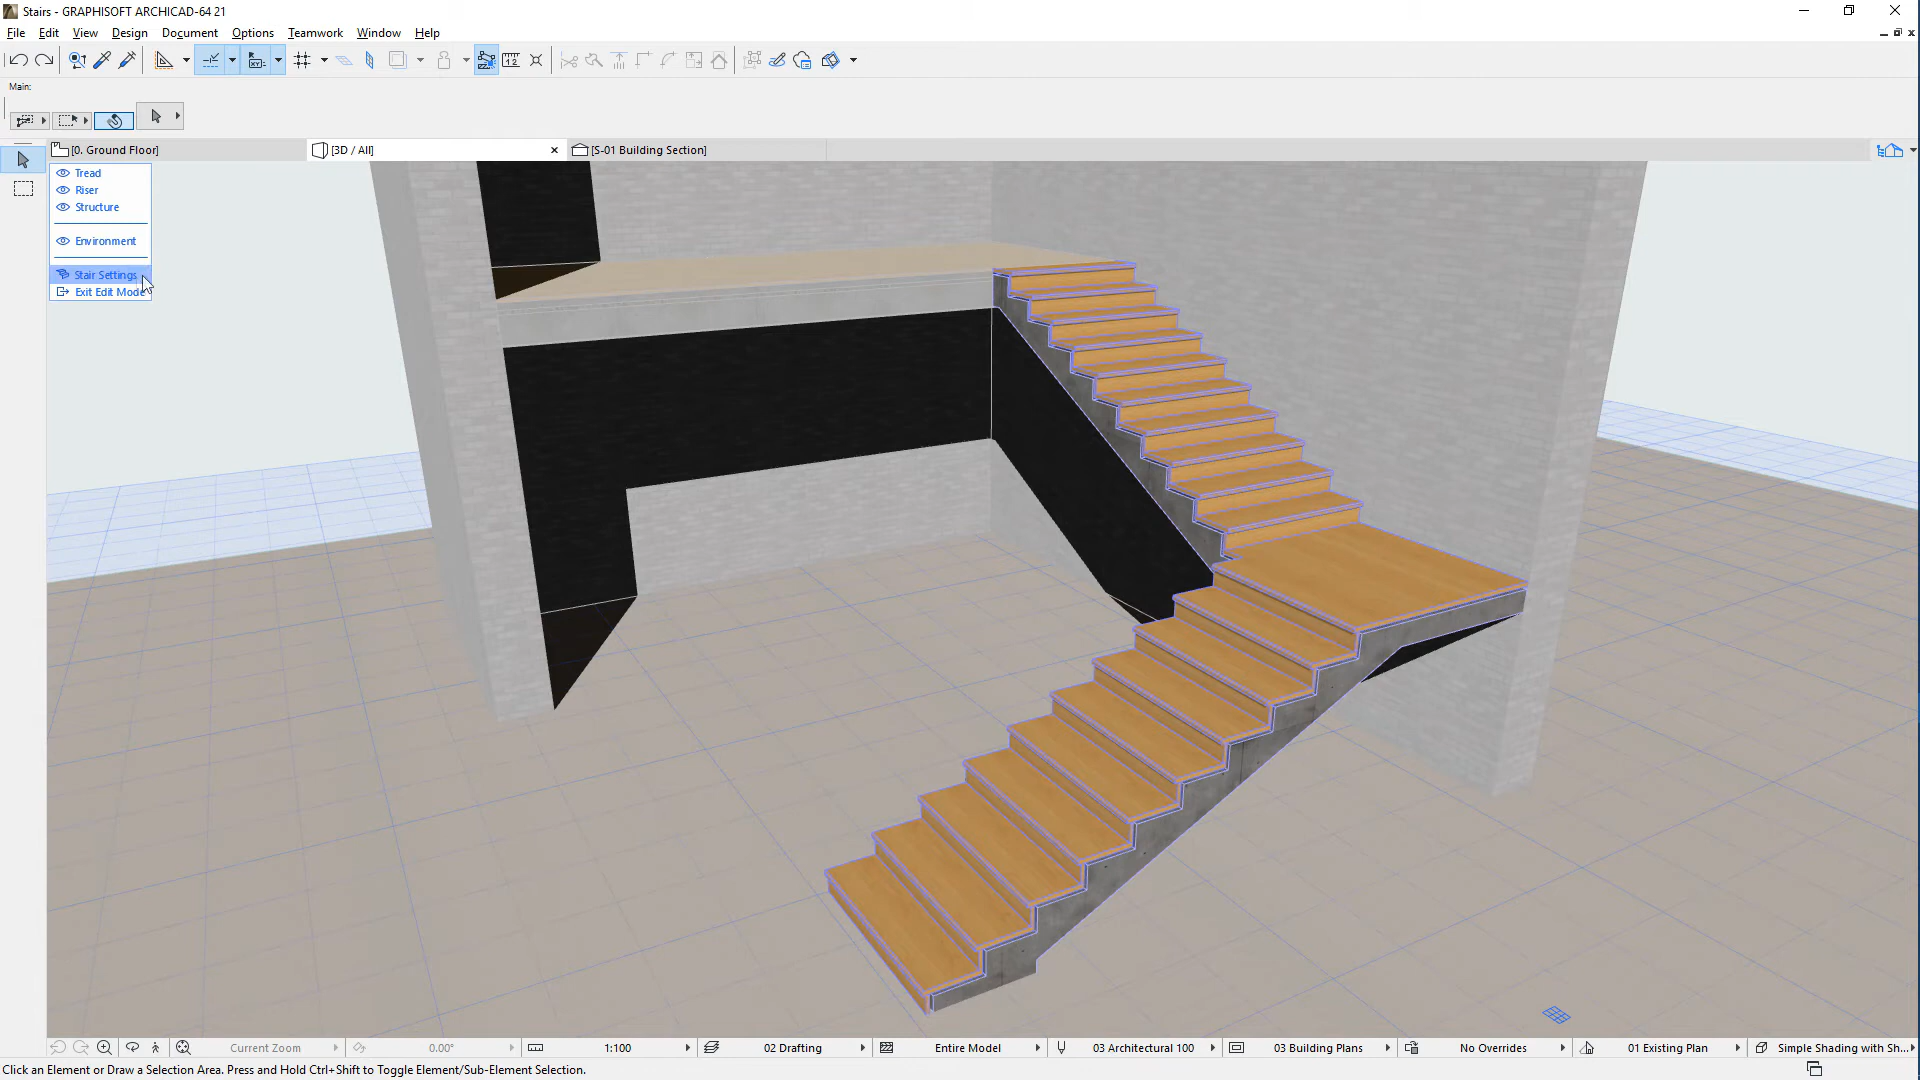 Stairs - GRAPHISOFT ARCHICAD-64 21
File Edit View Design Document Options Teamwork Window Help
Main:
[0. Ground Floor] [3D / All] [S-01 Building Section]
Tread
Riser
Structure
Environment
Stair Settings
Exit Edit Mode
Current Zoom 0.00° 1:100 02 Drafting Entire Model 03 Architectural 100 03 Building Plans No Overrides 01 Existing Plan Simple Shading with Sh...
Click an Element or Draw a Selection Area. Press and Hold Ctrl+Shift to Toggle Element/Sub-Element Selection.